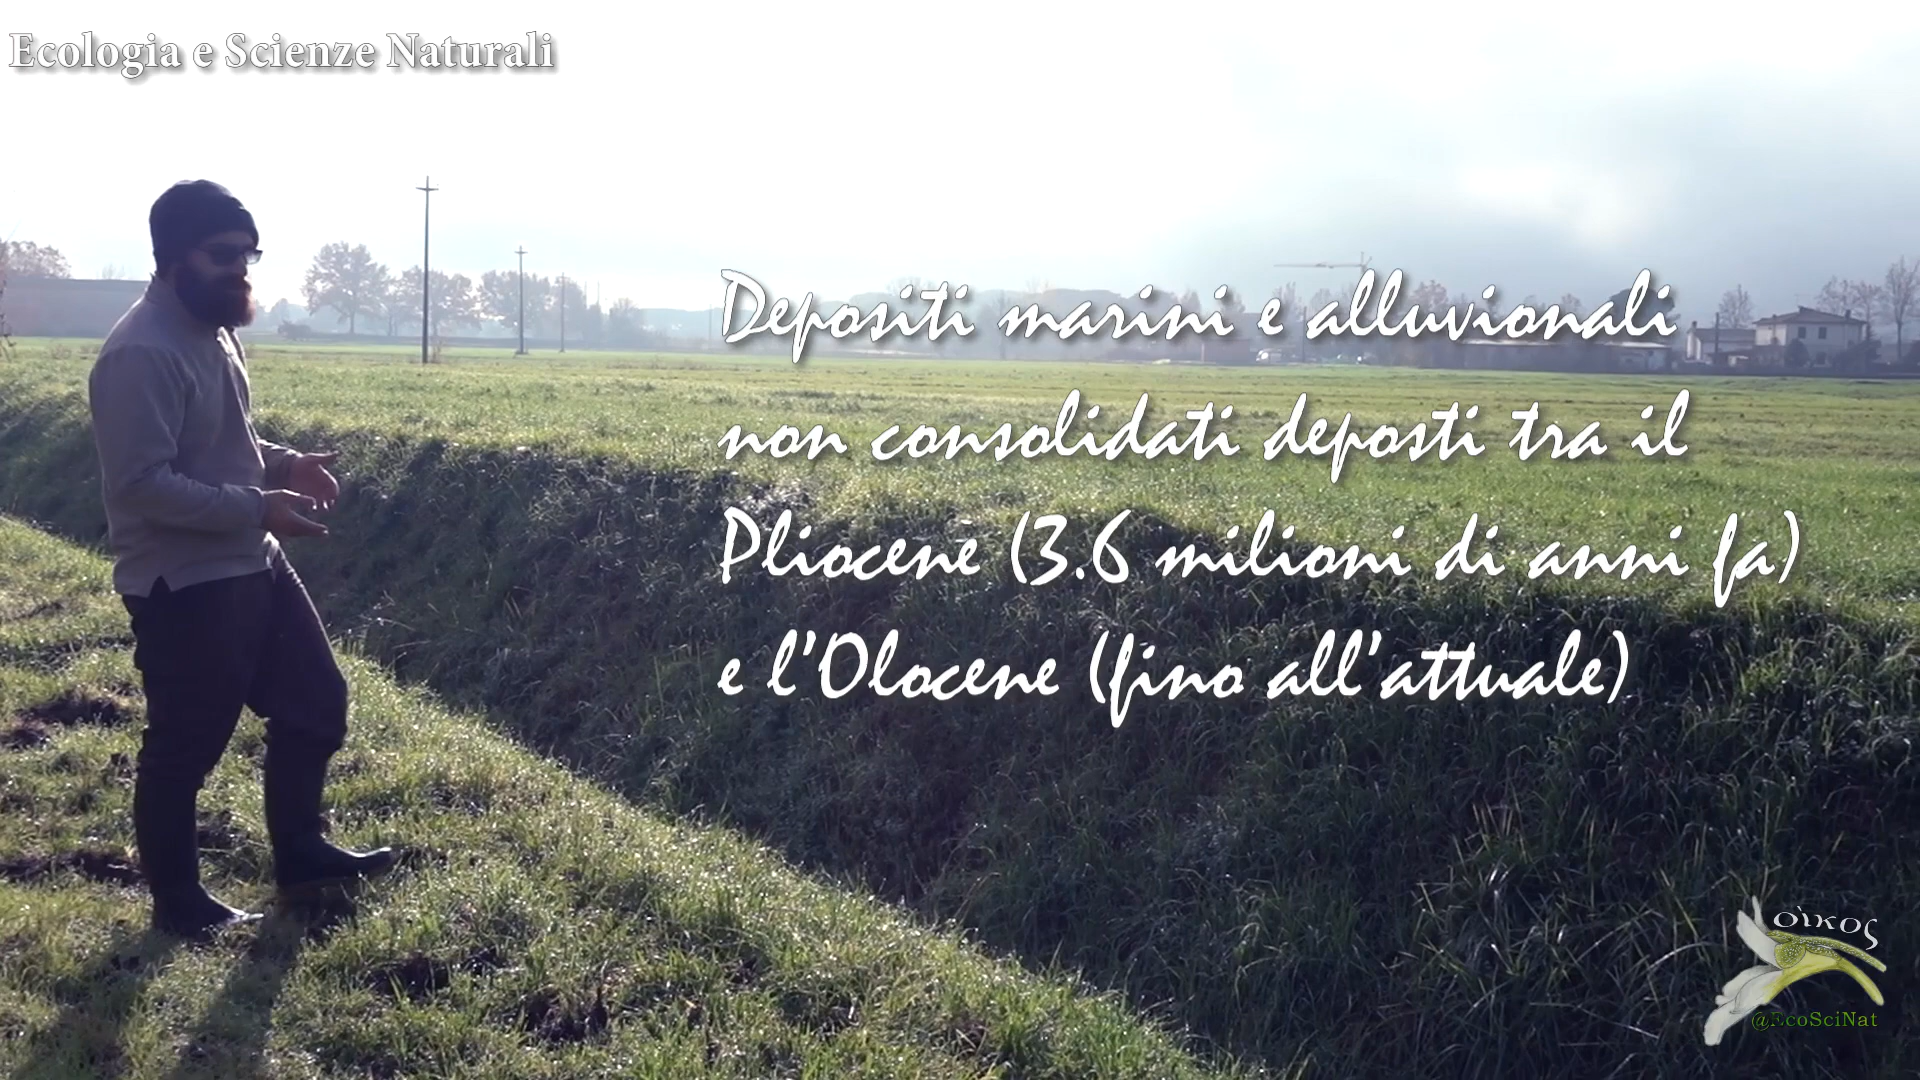 Ecologia e Scienze Naturali
Depositi marini e alluvionali
non consolidati deposti tra il
Pliocene (3.6 milioni di anni fa)
e l'Olocene (fino all'attuale)
οἶκος
@EcoSciNat